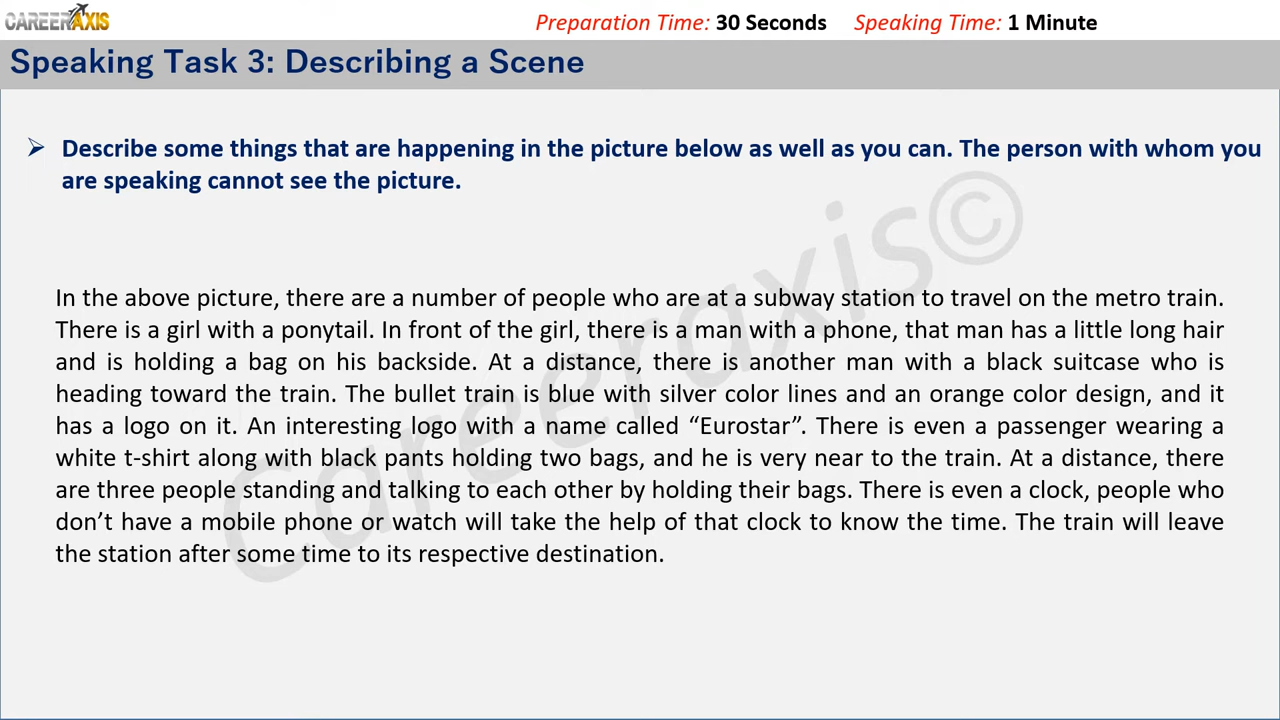 CAREERAXIS
Preparation Time: 30 Seconds Speaking Time: 1 Minute
Speaking Task 3: Describing a Scene
Describe some things that are happening in the picture below as well as you can. The person with whom you
are speaking cannot see the picture.
In the above picture, there are a number of people who are at a subway station to travel on the metro train.
There is a girl with a ponytail. In front of the girl, there is a man with a phone, that man has a little long hair
and is holding a bag on his backside. At a distance, there is another man with a black suitcase who is
heading toward the train. The bullet train is blue with silver color lines and an orange color design, and it
has a logo on it. An interesting logo with a name called “Eurostar”. There is even a passenger wearing a
white t-shirt along with black pants holding two bags, and he is very near to the train. At a distance, there
are three people standing and talking to each other by holding their bags. There is even a clock, people who
don’t have a mobile phone or watch will take the help of that clock to know the time. The train will leave
the station after some time to its respective destination.
Careeraxis©